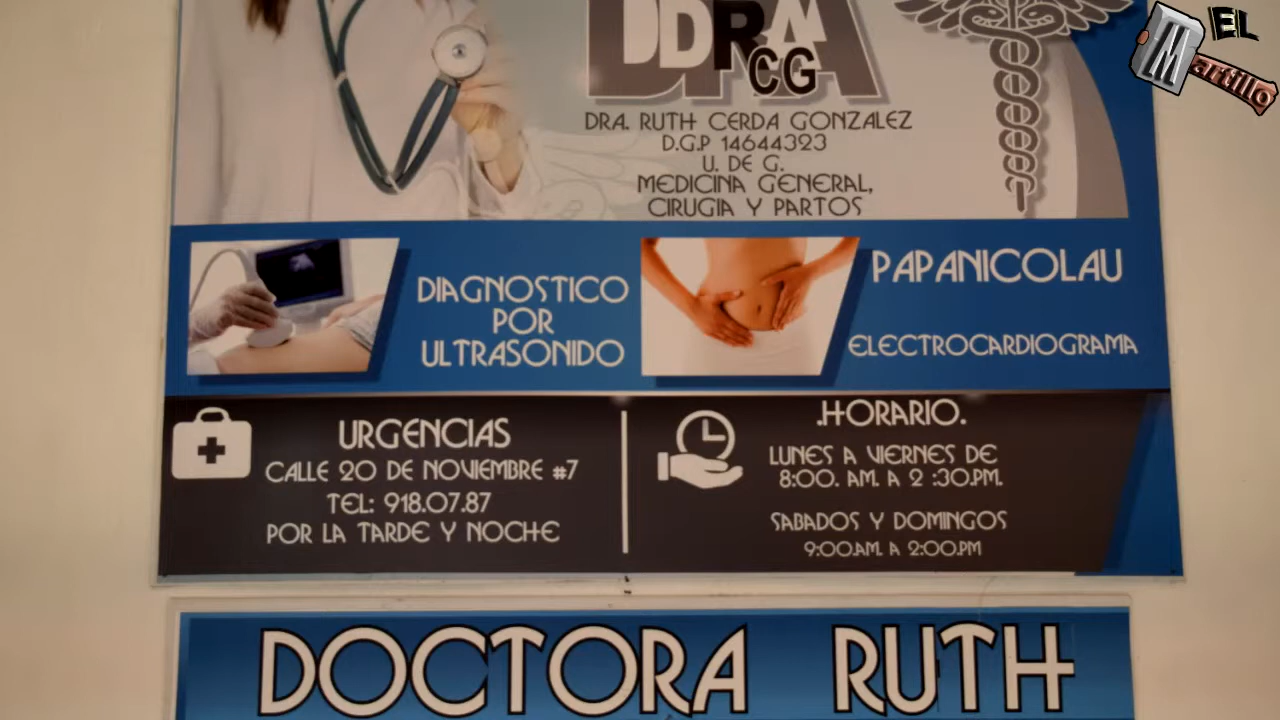 EL
Martillo
DRA
CG
DRA. RUTH CERDA GONZALEZ
D.G.P 14644323
U. DE G.
MEDICINA GENERAL,
CIRUGIA Y PARTOS
DIAGNOSTICO
POR
ULTRASONIDO
PAPANICOLAU
ELECTROCARDIOGRAMA
URGENCIAS
CALLE 20 DE NOVIEMBRE #7
TEL: 918.07.87
POR LA TARDE Y NOCHE
.HORARIO.
LUNES A VIERNES DE
8:00. AM. A 2 :30.PM.
SABADOS Y DOMINGOS
9:00.AM. A 2:00.PM
DOCTORA RUTH